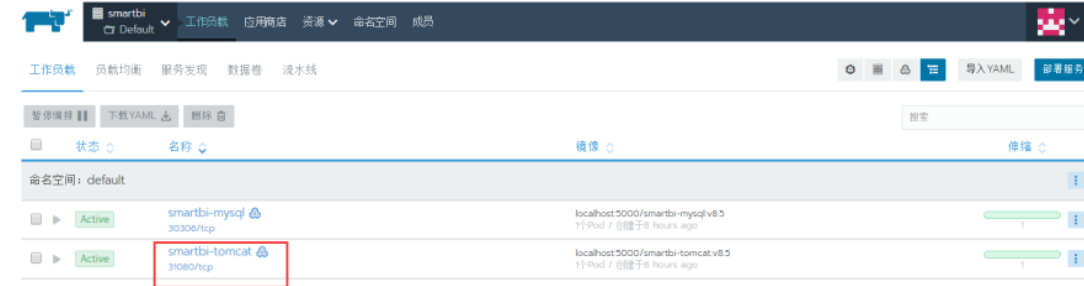 smartbi
Default
工作负载 应用商店 资源 命名空间 成员
工作负载 负载均衡 服务发现 数据卷 流水线
导入YAML 部署服务
暂停编排 下载YAML 删除
搜索
状态 名称 镜像 伸缩
命名空间：default
Active smartbi-mysql localhost:5000/smartbi-mysql:v8.5
30306/tcp 1个Pod / 创建于8 hours ago 1
Active smartbi-tomcat localhost:5000/smartbi-tomcat:v8.5
31080/tcp 1个Pod / 创建于8 hours ago 1